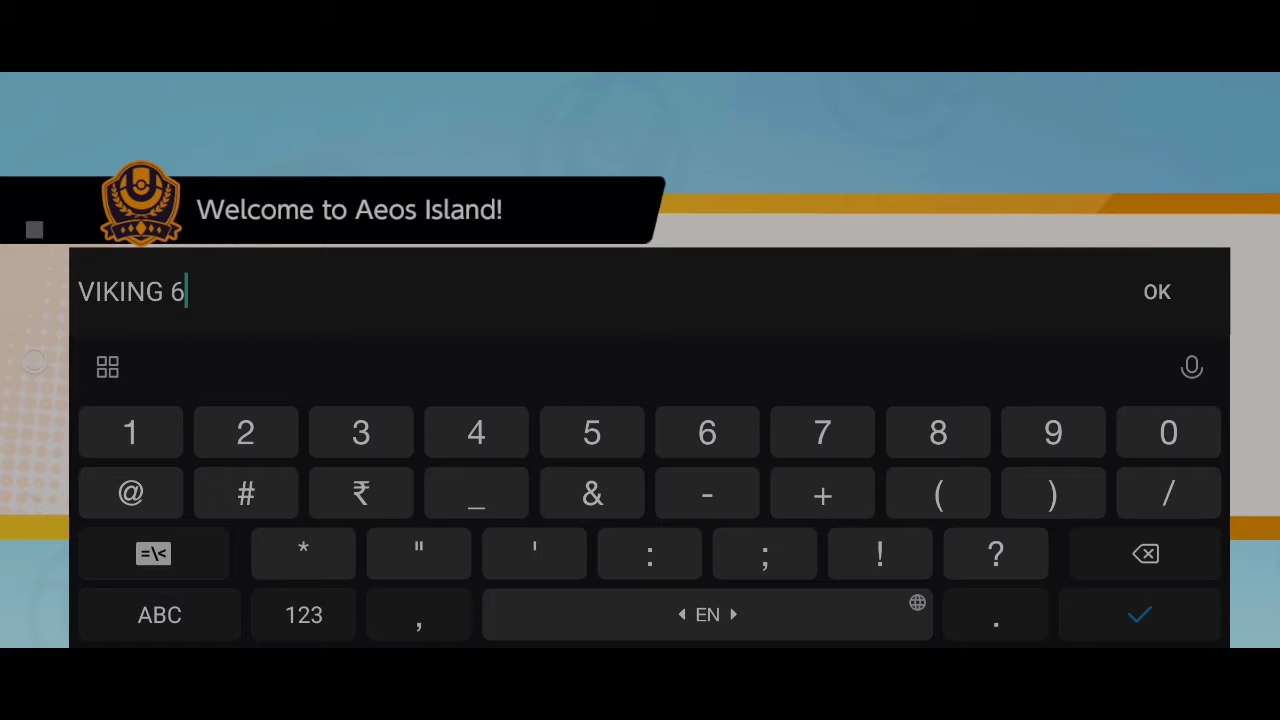 Welcome to Aeos Island!
VIKING 6
OK
1 2 3 4 5 6 7 8 9 0
@ # ₹ _ & - + ( ) /
=\< * " ' : ; ! ?
ABC 123 , EN .